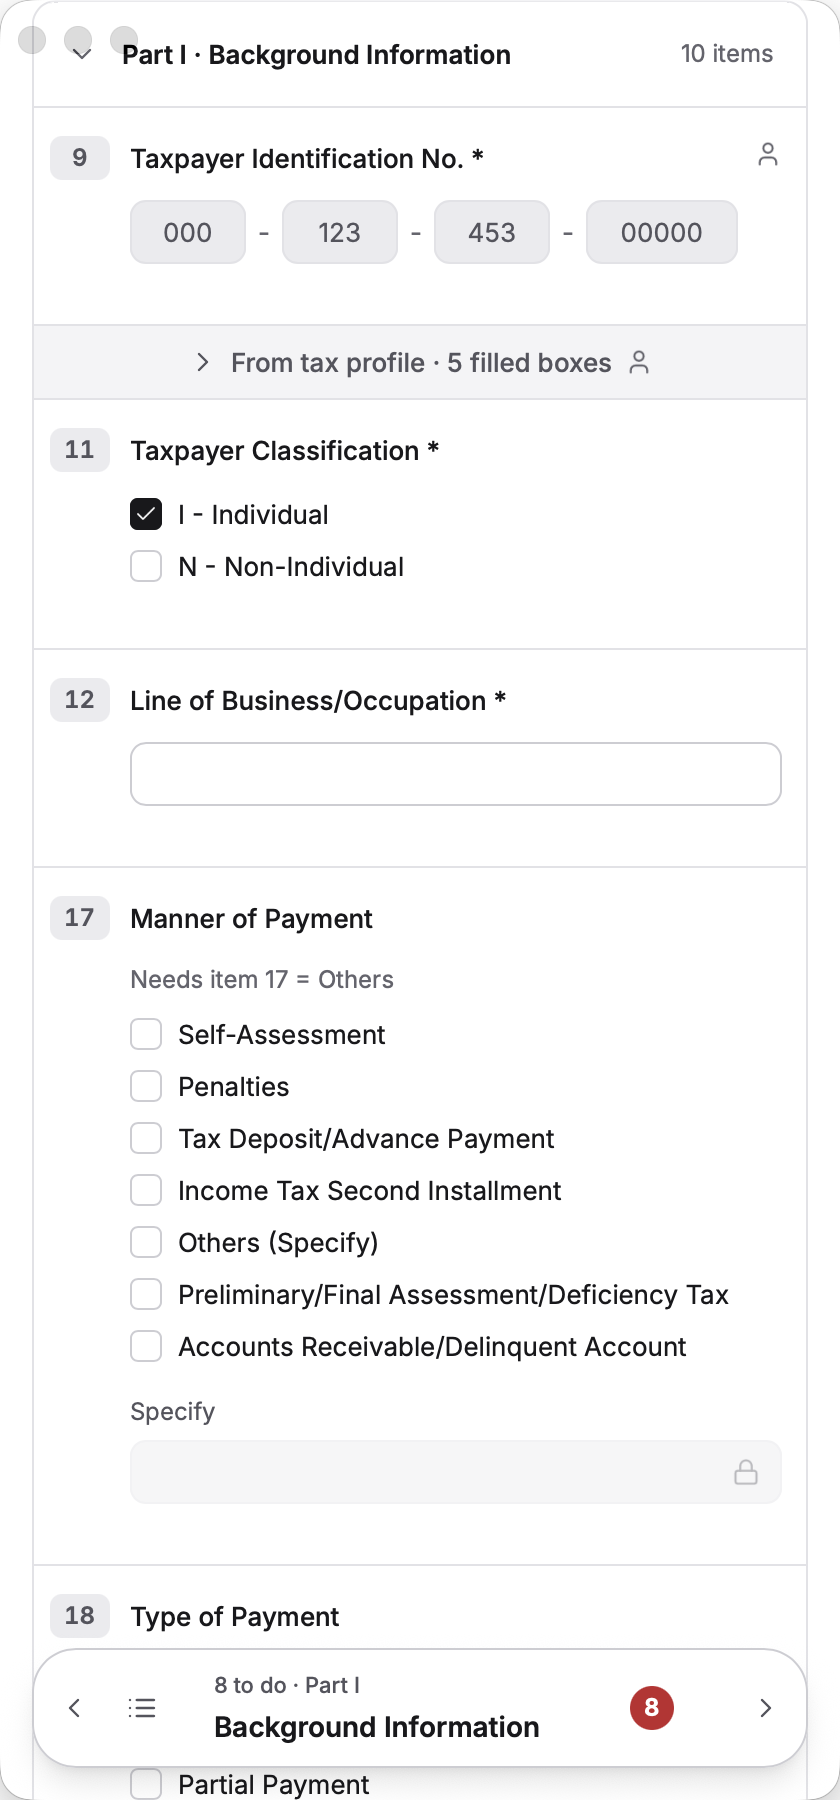 Part I · Background Information
10 items
9
Taxpayer Identification No. *
000 - 123 - 453 - 00000
From tax profile · 5 filled boxes
11
Taxpayer Classification *
I - Individual
N - Non-Individual
12
Line of Business/Occupation *
17
Manner of Payment
Needs item 17 = Others
Self-Assessment
Penalties
Tax Deposit/Advance Payment
Income Tax Second Installment
Others (Specify)
Preliminary/Final Assessment/Deficiency Tax
Accounts Receivable/Delinquent Account
Specify
18
Type of Payment
8 to do · Part I
Background Information
8
Partial Payment